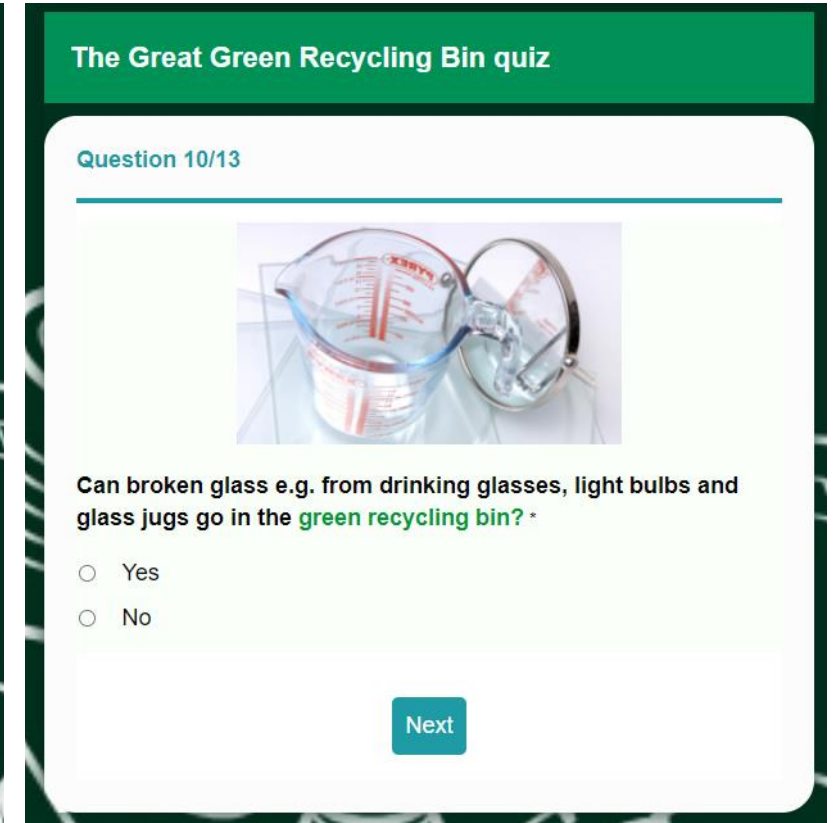 The Great Green Recycling Bin quiz
Question 10/13
PYREX
Can broken glass e.g. from drinking glasses, light bulbs and
glass jugs go in the green recycling bin? *
Yes
No
Next